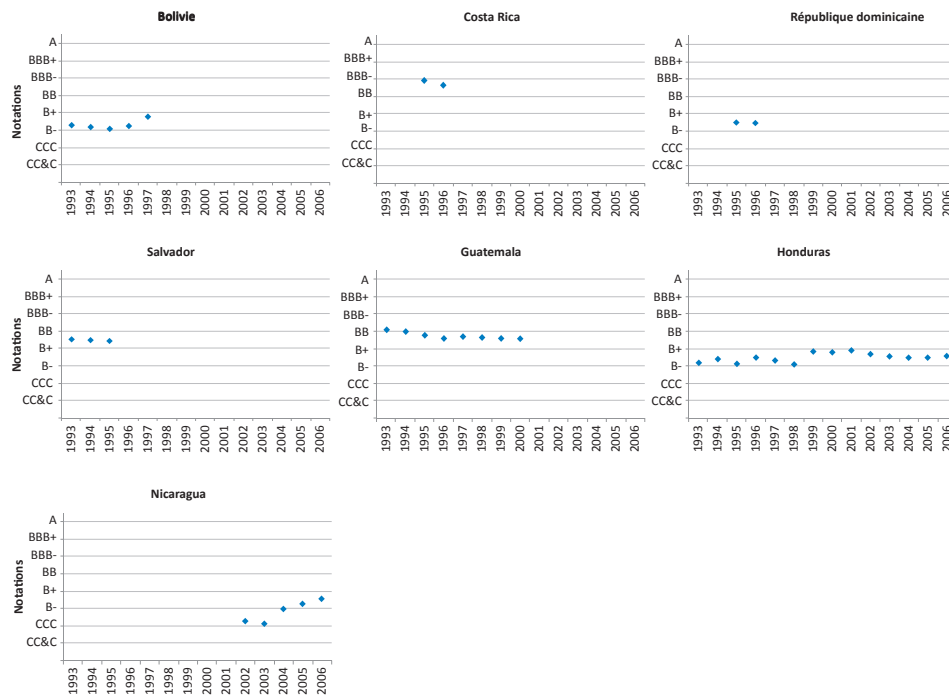 Bolivie
Notations
A
BBB+
BBB-
BB
B+
B-
CCC
CC&C
1993
1994
1995
1996
1997
1998
1999
2000
2001
2002
2003
2004
2005
2006
Costa Rica
A
BBB+
BBB-
BB
B+
B-
CCC
CC&C
1993
1994
1995
1996
1997
1998
1999
2000
2001
2002
2003
2004
2005
2006
République dominicaine
A
BBB+
BBB-
BB
B+
B-
CCC
CC&C
1993
1994
1995
1996
1997
1998
1999
2000
2001
2002
2003
2004
2005
2006
Salvador
Notations
A
BBB+
BBB-
BB
B+
B-
CCC
CC&C
1993
1994
1995
1996
1997
1998
1999
2000
2001
2002
2003
2004
2005
2006
Guatemala
A
BBB+
BBB-
BB
B+
B-
CCC
CC&C
1993
1994
1995
1996
1997
1998
1999
2000
2001
2002
2003
2004
2005
2006
Honduras
A
BBB+
BBB-
BB
B+
B-
CCC
CC&C
1993
1994
1995
1996
1997
1998
1999
2000
2001
2002
2003
2004
2005
2006
Nicaragua
Notations
A
BBB+
BBB-
BB
B+
B-
CCC
CC&C
1993
1994
1995
1996
1997
1998
1999
2000
2001
2002
2003
2004
2005
2006